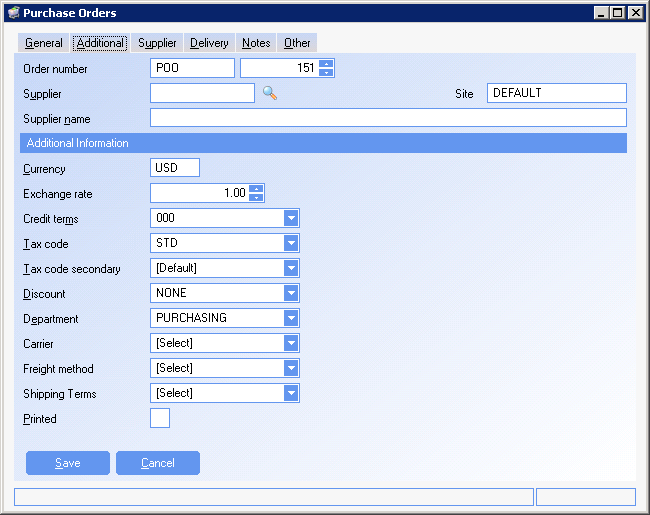 Purchase Orders
General Additional Supplier Delivery Notes Other
Order number POO 151
Supplier Site DEFAULT
Supplier name
Additional Information
Currency USD
Exchange rate 1.00
Credit terms 000
Tax code STD
Tax code secondary [Default]
Discount NONE
Department PURCHASING
Carrier [Select]
Freight method [Select]
Shipping Terms [Select]
Printed
Save Cancel